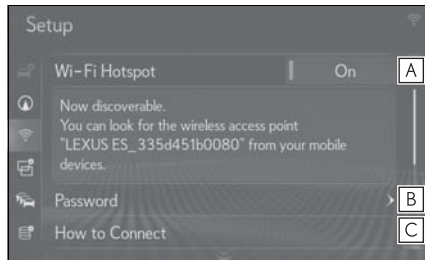 Setup
Wi-Fi Hotspot On A
Now discoverable.
You can look for the wireless access point
"LEXUS ES_335d451b0080" from your mobile
devices.
Password B
How to Connect C